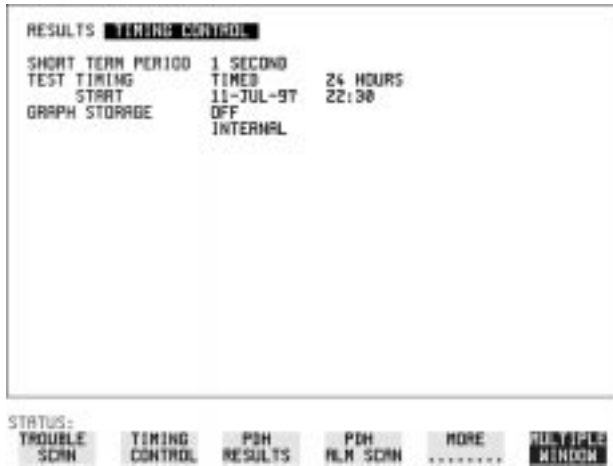 RESULTS TIMING CONTROL
SHORT TERM PERIOD 1 SECOND
TEST TIMING TIMED 24 HOURS
START 11-JUL-97 22:30
GRAPH STORAGE OFF
INTERNAL
STATUS:
TROUBLE SCAN
TIMING CONTROL
PDH RESULTS
PDH ALM SCAN
MORE ........
MULTIPLE WINDOW